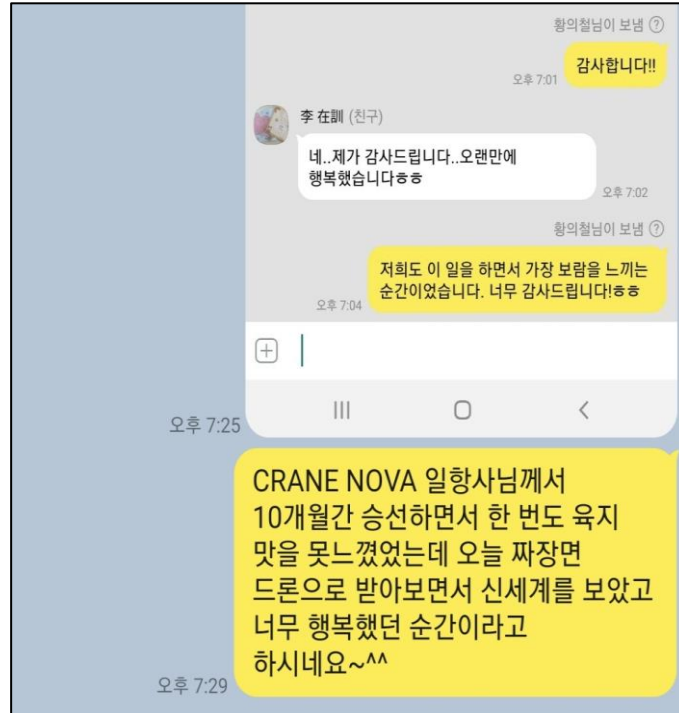 황의철님이 보냄 ?
감사합니다!!
오후 7:01
李 在訓 (친구)
네..제가 감사드립니다..오랜만에
행복했습니다ㅎㅎ
오후 7:02
황의철님이 보냄 ?
저희도 이 일을 하면서 가장 보람을 느끼는
순간이었습니다. 너무 감사드립니다!ㅎㅎ
오후 7:04
오후 7:25
CRANE NOVA 일항사님께서
10개월간 승선하면서 한 번도 육지
맛을 못느꼈었는데 오늘 짜장면
드론으로 받아보면서 신세계를 보았고
너무 행복했던 순간이라고
하시네요~^^
오후 7:29